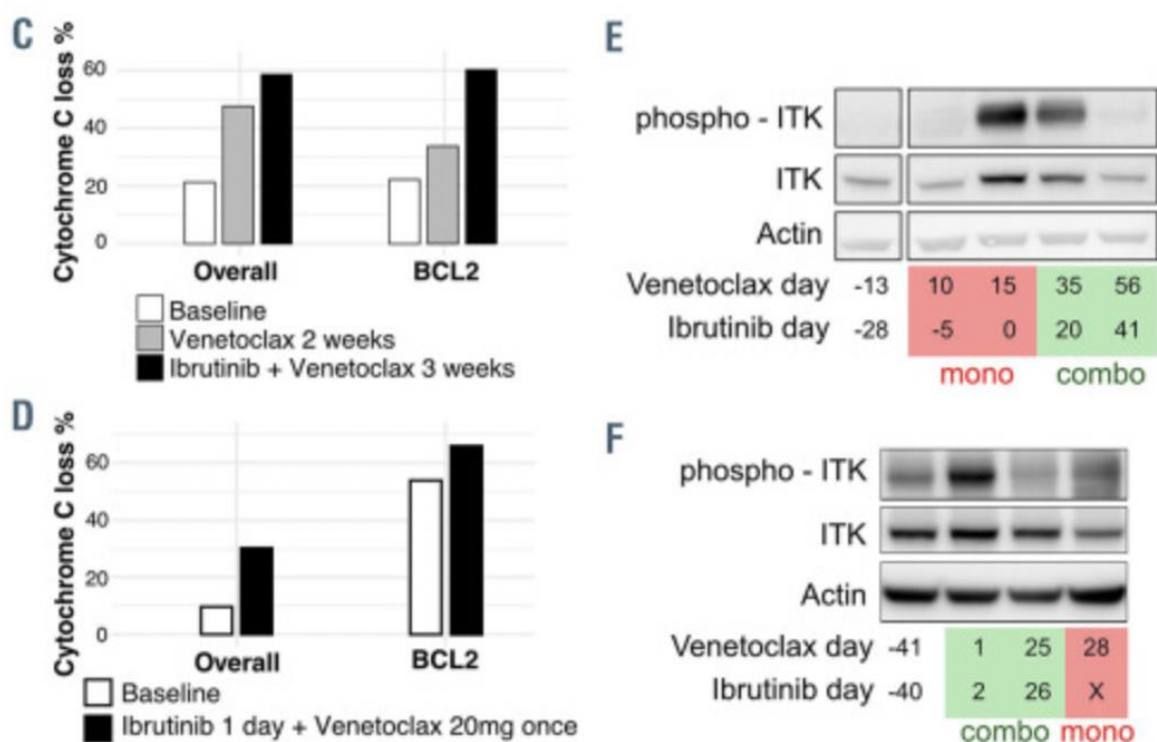 C
Cytochrome C loss %
60
40
20
0
Overall BCL2
Baseline
Venetoclax 2 weeks
Ibrutinib + Venetoclax 3 weeks
D
Cytochrome C loss %
60
40
20
0
Overall BCL2
Baseline
Ibrutinib 1 day + Venetoclax 20mg once
E
phospho - ITK
ITK
Actin
Venetoclax day -13 10 15 35 56
Ibrutinib day -28 -5 0 20 41
mono combo
F
phospho - ITK
ITK
Actin
Venetoclax day -41 1 25 28
Ibrutinib day -40 2 26 X
combo mono